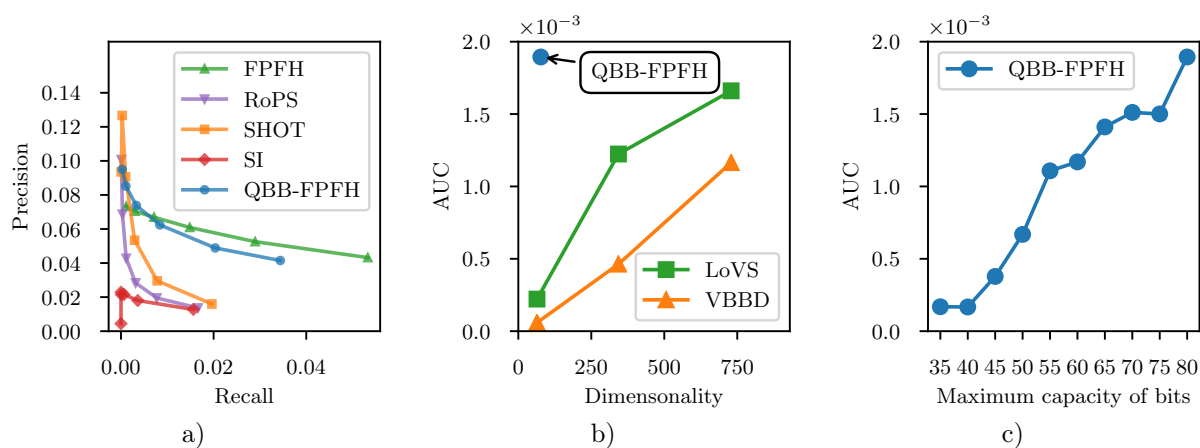 0.14
0.12
0.10
0.08
0.06
0.04
0.02
0.00
Precision
0.00 0.02 0.04
Recall
FPFH
RoPS
SHOT
SI
QBB-FPFH
a)
×10⁻³
2.0
1.5
1.0
0.5
0.0
AUC
0 250 500 750
Dimensonality
QBB-FPFH
LoVS
VBBD
b)
×10⁻³
2.0
1.5
1.0
0.5
0.0
AUC
35 40 45 50 55 60 65 70 75 80
Maximum capacity of bits
QBB-FPFH
c)